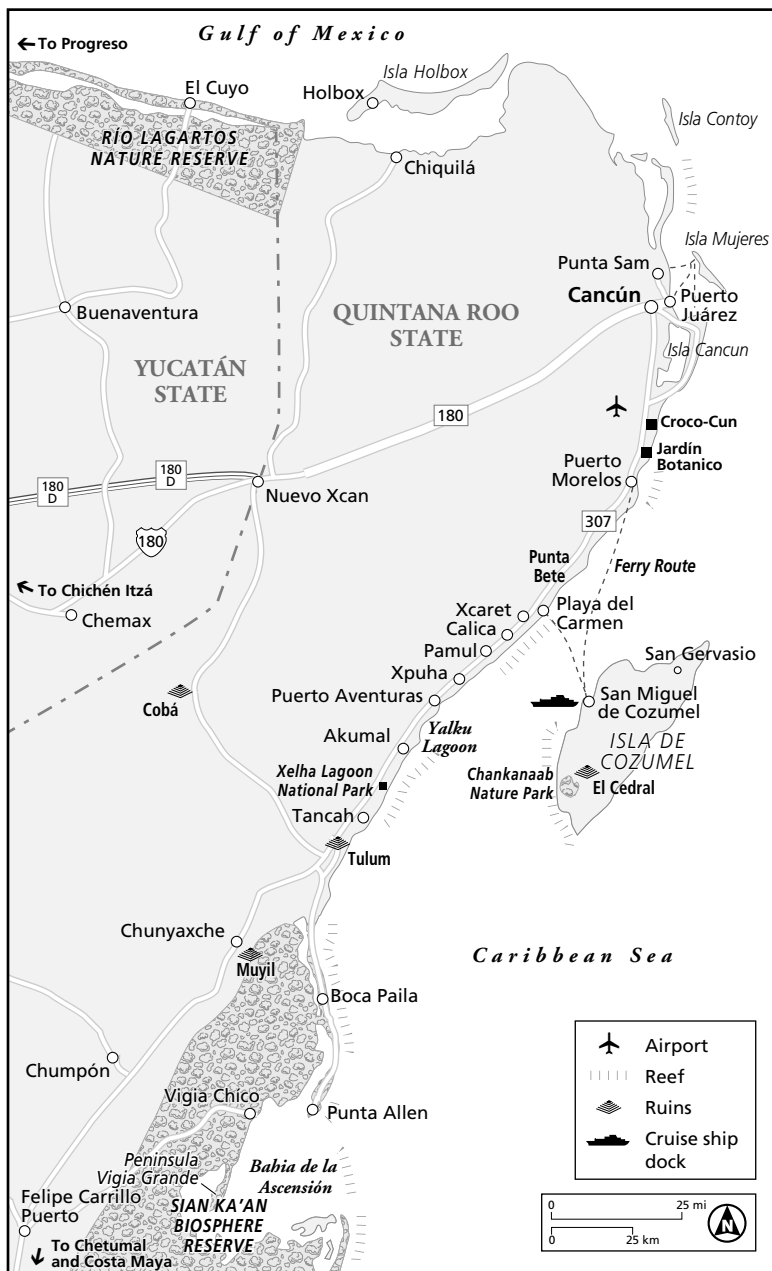 Gulf of Mexico
To Progreso
Isla Holbox
El Cuyo
Holbox
Isla Contoy
RÍO LAGARTOS
NATURE RESERVE
Chiquilá
Isla Mujeres
Punta Sam
Cancún
Puerto
Juárez
Buenaventura
QUINTANA ROO
STATE
YUCATÁN
STATE
Isla Cancun
180
Croco-Cun
Jardín
Botanico
Puerto
Morelos
180
D
180
D
Nuevo Xcan
307
180
Punta
Bete
Ferry Route
To Chichén Itzá
Chemax
Xcaret
Playa del
Carmen
Calica
Pamul
San Gervasio
Xpuha
Cobá
Puerto Aventuras
San Miguel
de Cozumel
Akumal
Yalku
Lagoon
ISLA DE
COZUMEL
Xelha Lagoon
National Park
Chankanaab
Nature Park
El Cedral
Tancah
Tulum
Chunyaxche
Muyil
Caribbean Sea
Boca Paila
Chumpón
Vigia Chico
Punta Allen
Peninsula
Vigia Grande
Bahia de la
Ascensión
SIAN KA'AN
BIOSPHERE
RESERVE
Felipe Carrillo
Puerto
To Chetumal
and Costa Maya
Airport
Reef
Ruins
Cruise ship
dock
0 25 mi
0 25 km
N